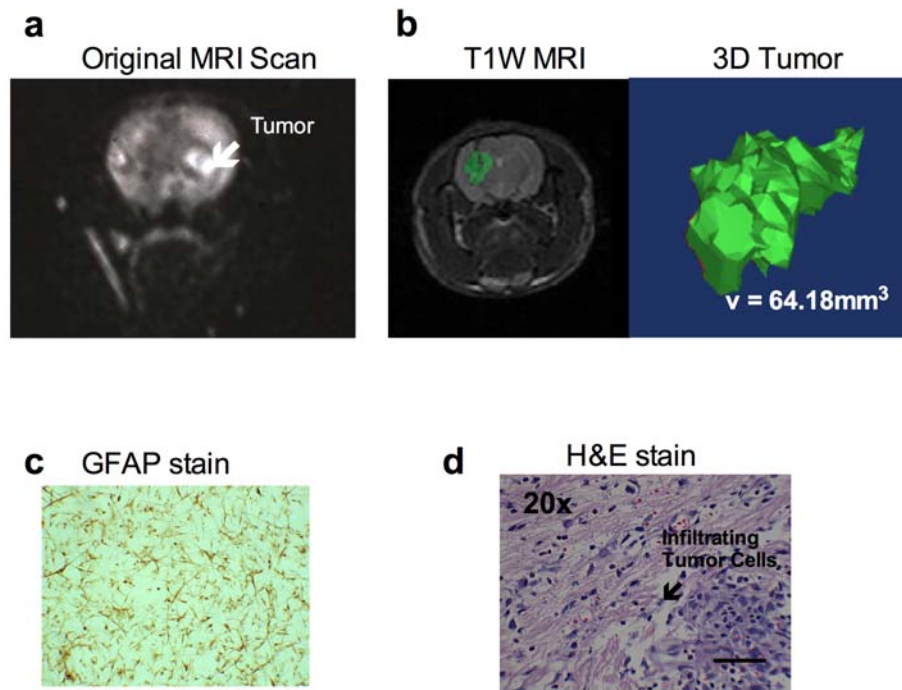 a
Original MRI Scan
Tumor
b
T1W MRI
3D Tumor
v = 64.18mm³
c
GFAP stain
d
H&E stain
20x
Infiltrating
Tumor Cells